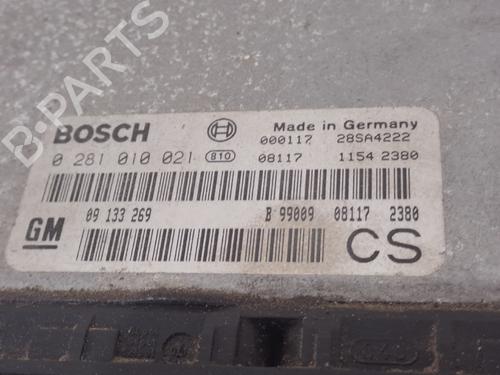 B-PARTS
BOSCH
Made in Germany
000117 28SA4222
0 281 010 021 810 08117 1154 2380
09 133 269 B 99009 08117 2380
GM
CS